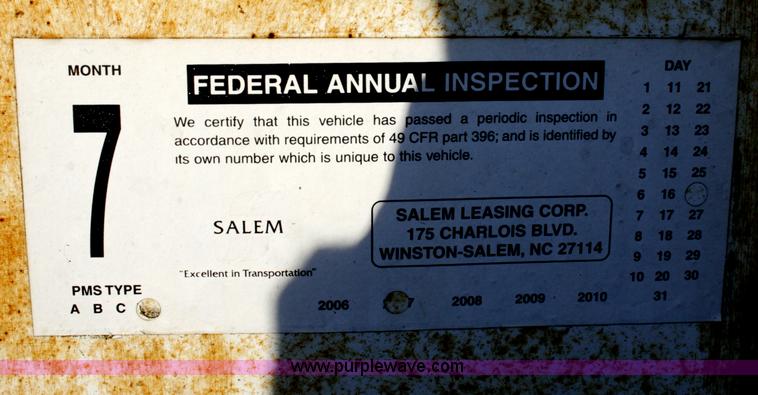 MONTH
7
PMS TYPE
A B C
FEDERAL ANNUAL INSPECTION
We certify that this vehicle has passed a periodic inspection in
accordance with requirements of 49 CFR part 396; and is identified by
its own number which is unique to this vehicle.
SALEM
"Excellent in Transportation"
SALEM LEASING CORP.
175 CHARLOIS BLVD.
WINSTON-SALEM, NC 27114
2006 7 2008 2009 2010
DAY
1 11 21
2 12 22
3 13 23
4 14 24
5 15 25
6 16
7 17 27
8 18 28
9 19 29
10 20 30
31
www.purplewave.com